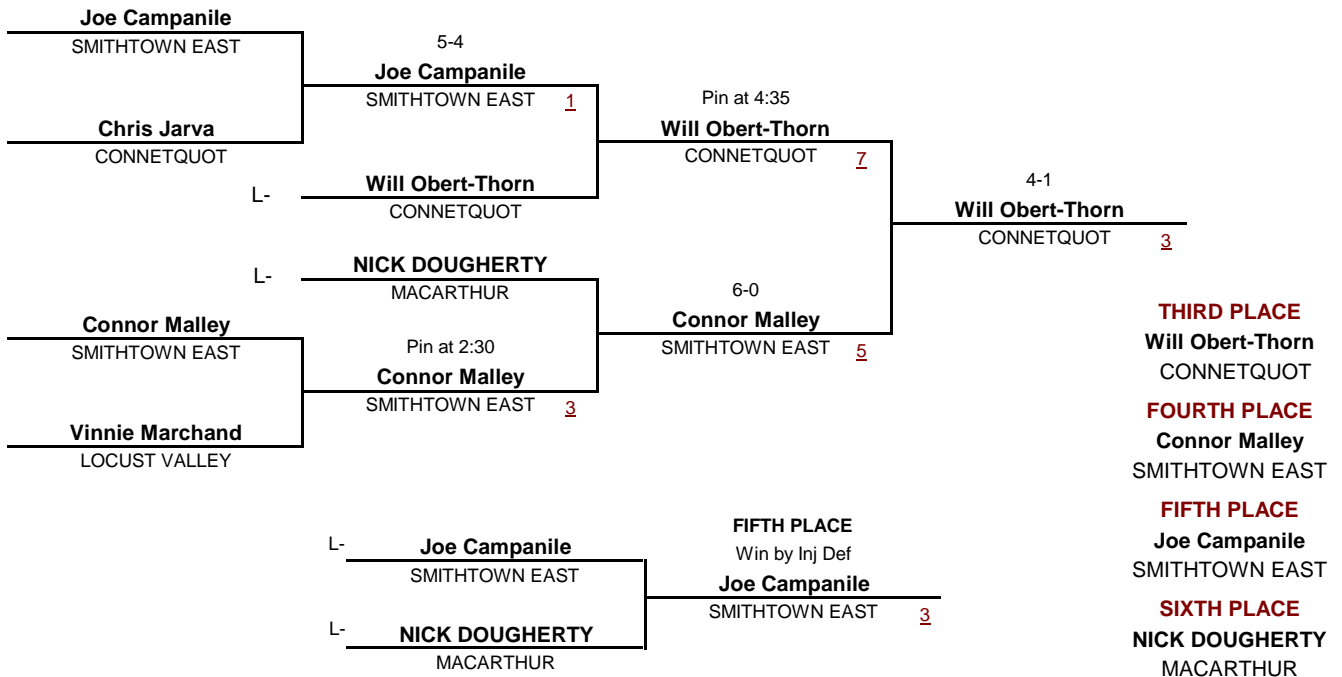 Joe Campanile
SMITHTOWN EAST
Chris Jarva
CONNETQUOT
5-4
Joe Campanile
SMITHTOWN EAST 1
L- Will Obert-Thorn
CONNETQUOT
Pin at 4:35
Will Obert-Thorn
CONNETQUOT 7
L- NICK DOUGHERTY
MACARTHUR
Connor Malley
SMITHTOWN EAST
Vinnie Marchand
LOCUST VALLEY
Pin at 2:30
Connor Malley
SMITHTOWN EAST 3
6-0
Connor Malley
SMITHTOWN EAST 5
4-1
Will Obert-Thorn
CONNETQUOT 3
L- Joe Campanile
SMITHTOWN EAST
L- NICK DOUGHERTY
MACARTHUR
FIFTH PLACE
Win by Inj Def
Joe Campanile
SMITHTOWN EAST 3
THIRD PLACE
Will Obert-Thorn
CONNETQUOT
FOURTH PLACE
Connor Malley
SMITHTOWN EAST
FIFTH PLACE
Joe Campanile
SMITHTOWN EAST
SIXTH PLACE
NICK DOUGHERTY
MACARTHUR